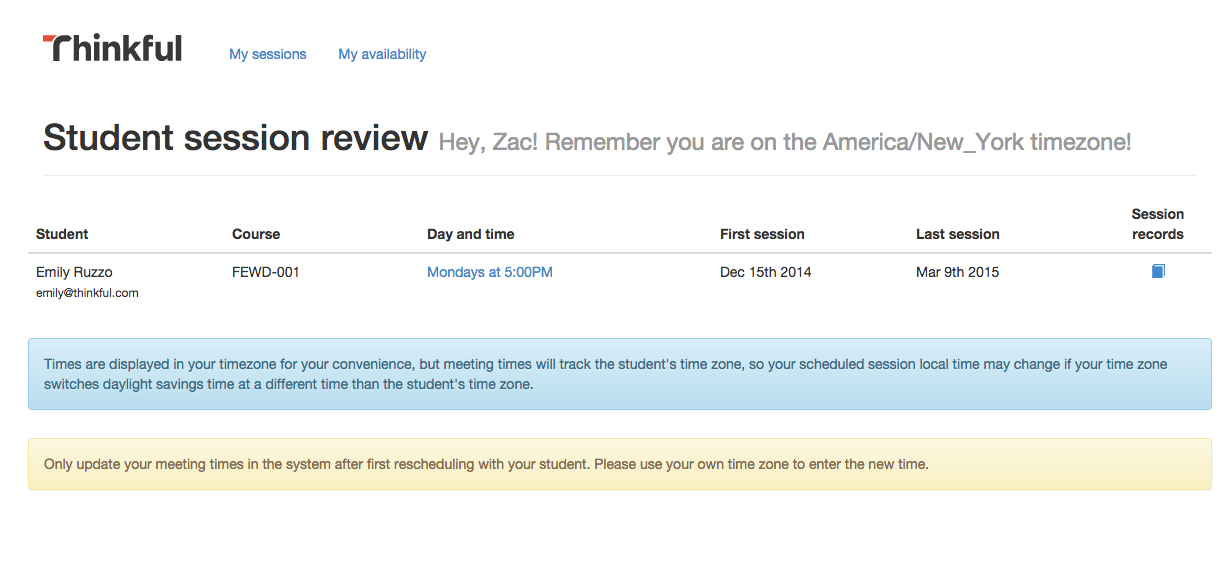 Thinkful
My sessions
My availability
Student session review Hey, Zac! Remember you are on the America/New_York timezone!
Student Course Day and time First session Last session Session records
Emily Ruzzo FEWD-001 Mondays at 5:00PM Dec 15th 2014 Mar 9th 2015
emily@thinkful.com
Times are displayed in your timezone for your convenience, but meeting times will track the student's time zone, so your scheduled session local time may change if your time zone
switches daylight savings time at a different time than the student's time zone.
Only update your meeting times in the system after first rescheduling with your student. Please use your own time zone to enter the new time.